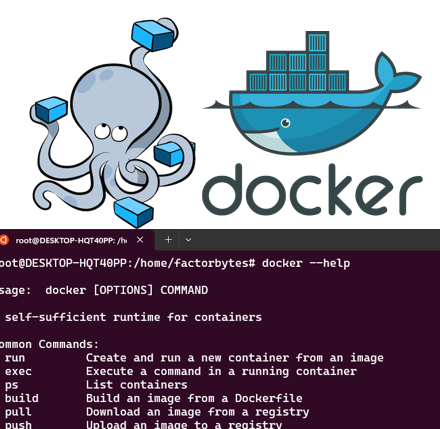 docker
root@DESKTOP-HQT40PP: /h
oot@DESKTOP-HQT40PP:/home/factorbytes# docker --help
sage:  docker [OPTIONS] COMMAND
self-sufficient runtime for containers
ommon Commands:
run         Create and run a new container from an image
exec        Execute a command in a running container
ps          List containers
build       Build an image from a Dockerfile
pull        Download an image from a registry
push        Upload an image to a registry